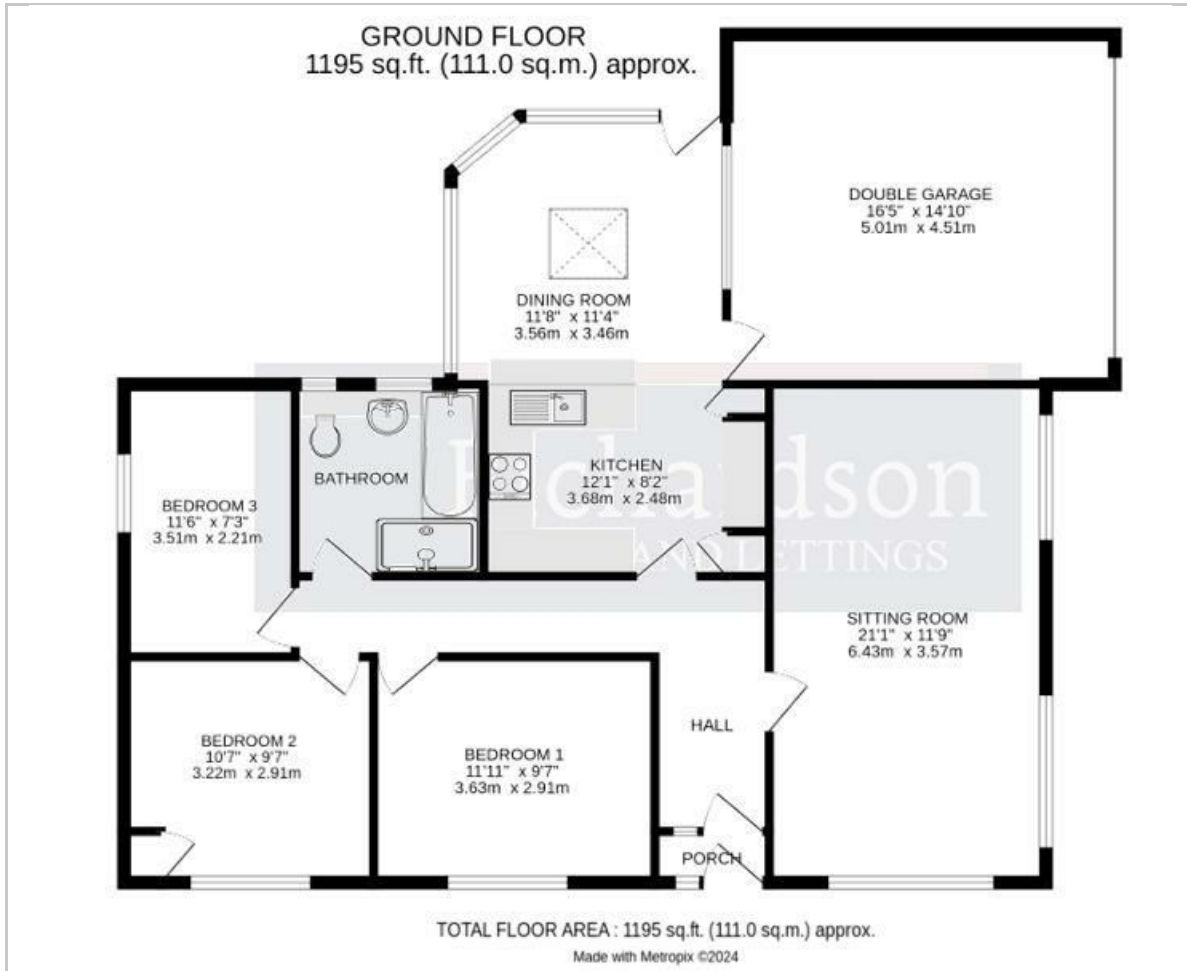 GROUND FLOOR
1195 sq.ft. (111.0 sq.m.) approx.
DOUBLE GARAGE
16'5" x 14'10"
5.01m x 4.51m
DINING ROOM
11'8" x 11'4"
3.56m x 3.46m
KITCHEN
12'1" x 8'2"
3.68m x 2.48m
BATHROOM
BEDROOM 3
11'6" x 7'3"
3.51m x 2.21m
Richardson
AND LETTINGS
SITTING ROOM
21'1" x 11'9"
6.43m x 3.57m
HALL
BEDROOM 2
10'7" x 9'7"
3.22m x 2.91m
BEDROOM 1
11'11" x 9'7"
3.63m x 2.91m
PORCH
TOTAL FLOOR AREA : 1195 sq.ft. (111.0 sq.m.) approx.
Made with Metropix ©2024